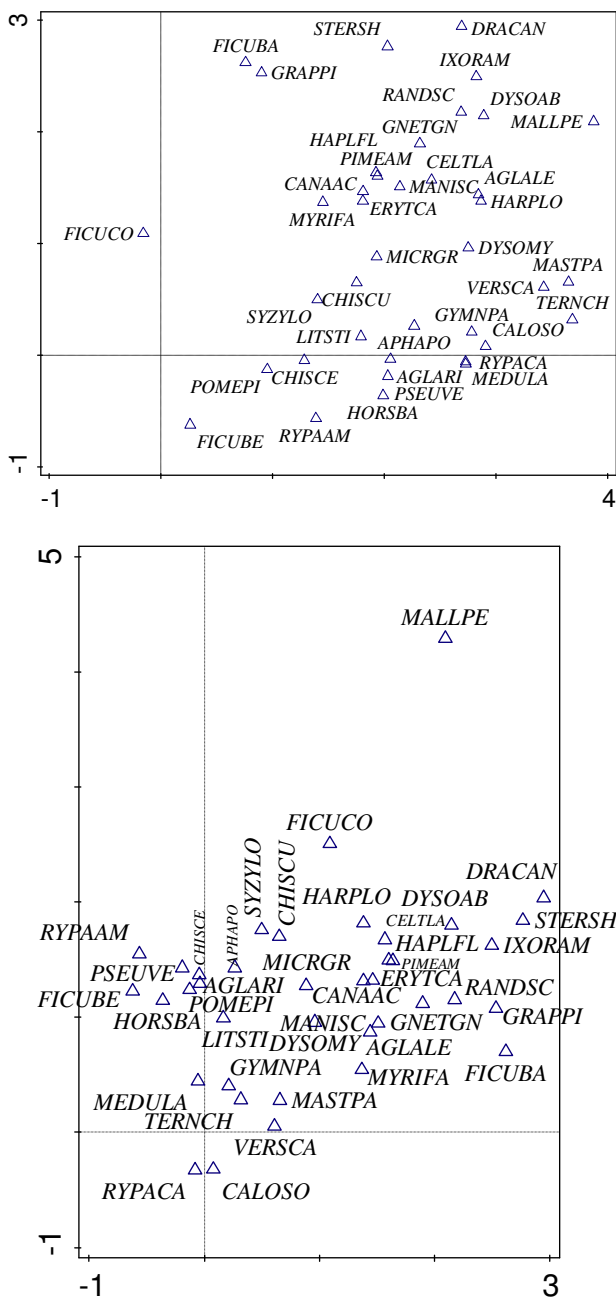 3
STERSH
DRACAN
FICUBA
GRAPPI
IXORAM
RANDSC
DYSOAB
GNETGN
MALLPE
HAPLFL
PIMEAM
CELTLA
CANAAC
MANISC
AGLALE
ERYTCA
HARPLO
MYRIFA
FICUCO
MICRGR
DYSOMY
MASTPA
VERSCA
CHISCU
TERNCH
SYZYLO
GYMNPA
LITSTI
CALOSO
APHAPO
RYPACA
POMEPI
CHISCE
AGLARI
MEDULA
PSEUVE
HORSBA
FICUBE
RYPAAM
-1
-1
4
5
MALLPE
FICUCO
SYZYLO
CHISCU
DRACAN
HARPLO
DYSOAB
CELTLA
STERSH
RYPAAM
CHISCE
APHAPO
HAPLFL
IXORAM
MICRGR
PIMEAM
PSEUVE
ERYTCA
FICUBE
AGLARI
CANAAC
RANDSC
POMEPI
GRAPPI
HORSBA
MANISC
GNETGN
LITSTI
DYSOMY
AGLALE
GYMNPA
MYRIFA
FICUBA
MEDULA
MASTPA
TERNCH
VERSCA
RYPACA
CALOSO
-1
-1
3